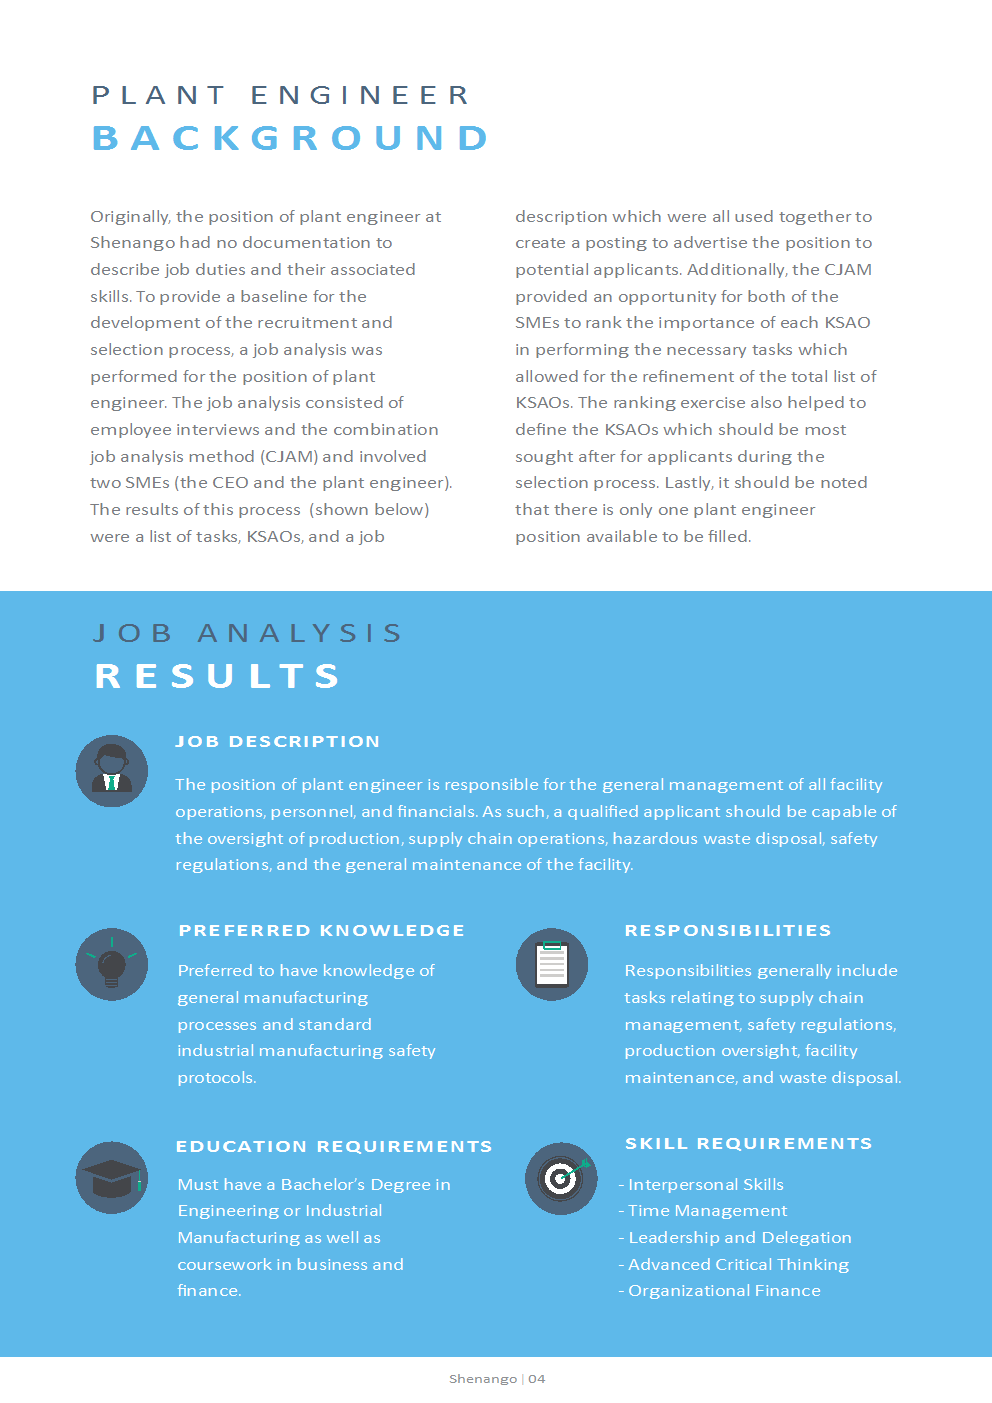 PLANT ENGINEER
BACKGROUND
Originally, the position of plant engineer at
Shenango had no documentation to
describe job duties and their associated
skills. To provide a baseline for the
development of the recruitment and
selection process, a job analysis was
performed for the position of plant
engineer. The job analysis consisted of
employee interviews and the combination
job analysis method (CJAM) and involved
two SMEs (the CEO and the plant engineer).
The results of this process (shown below)
were a list of tasks, KSAOs, and a job
description which were all used together to
create a posting to advertise the position to
potential applicants. Additionally, the CJAM
provided an opportunity for both of the
SMEs to rank the importance of each KSAO
in performing the necessary tasks which
allowed for the refinement of the total list of
KSAOs. The ranking exercise also helped to
define the KSAOs which should be most
sought after for applicants during the
selection process. Lastly, it should be noted
that there is only one plant engineer
position available to be filled.
JOB ANALYSIS
RESULTS
JOB DESCRIPTION
The position of plant engineer is responsible for the general management of all facility
operations, personnel, and financials. As such, a qualified applicant should be capable of
the oversight of production, supply chain operations, hazardous waste disposal, safety
regulations, and the general maintenance of the facility.
PREFERRED KNOWLEDGE
Preferred to have knowledge of
general manufacturing
processes and standard
industrial manufacturing safety
protocols.
RESPONSIBILITIES
Responsibilities generally include
tasks relating to supply chain
management, safety regulations,
production oversight, facility
maintenance, and waste disposal.
EDUCATION REQUIREMENTS
Must have a Bachelor's Degree in
Engineering or Industrial
Manufacturing as well as
coursework in business and
finance.
SKILL REQUIREMENTS
- Interpersonal Skills
- Time Management
- Leadership and Delegation
- Advanced Critical Thinking
- Organizational Finance
Shenango | 04